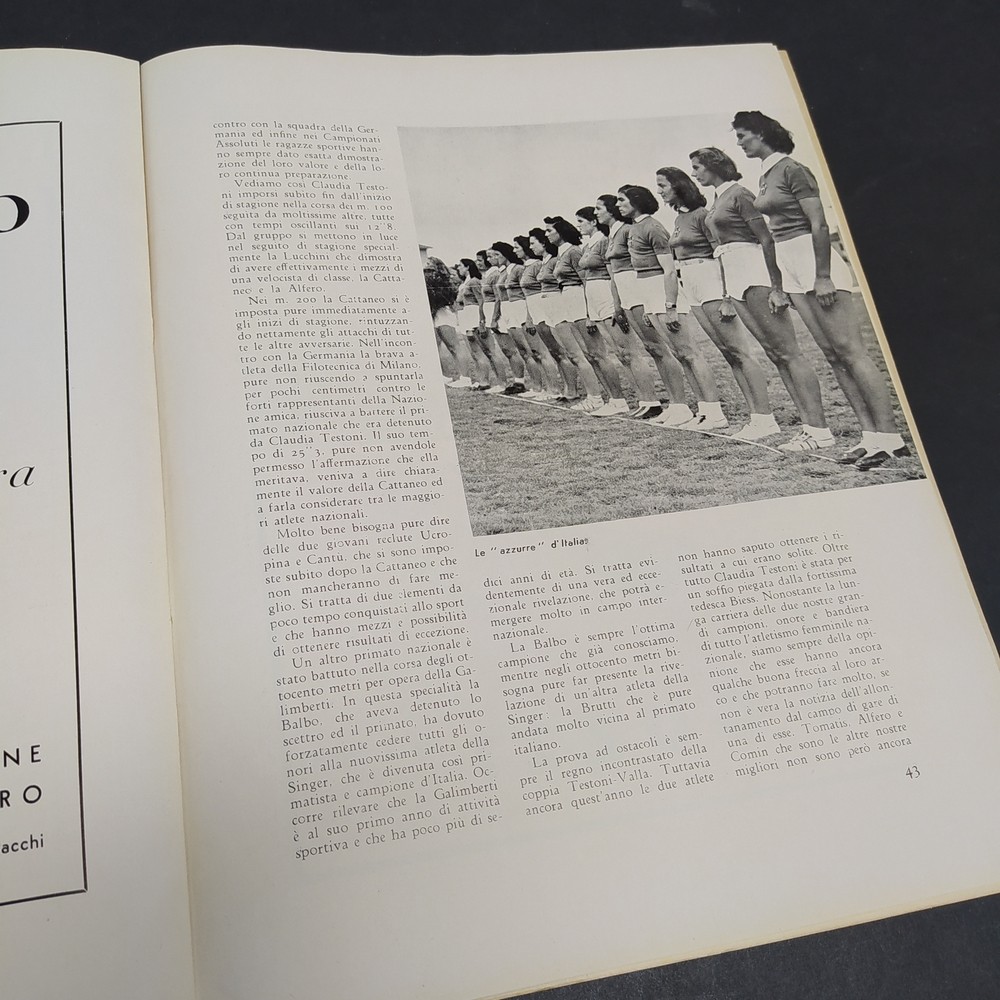 o
ra
NE
RO
acchi
contro con la squadra della Ger-
mania ed infine nei Campionati
Assoluti le ragazze sportive han-
no sempre dato esatta dimostra-
zione del loro valore e della lo-
ro continua preparazione.
Vediamo così Claudia Testo-
ni imporsi subito fin dall'inizio
di stagione nella corsa dei m. 100
seguita da moltissime altre, tutte
con tempi oscillanti sui 12"8.
Dal gruppo si mettono in luce
nel seguito di stagione special-
mente la Lucchini che dimostra
di avere effettivamente i mezzi di
una velocista di classe, la Catta-
neo e la Alfero.
Nei m. 200 la Cattaneo si è
imposta pure immediatamente a-
gli inizi di stagione, rintuzzan-
do nettamente gli attacchi di tut-
te le altre avversarie. Nell'incon-
tro con la Germania la brava a-
tleta della Filotecnica di Milano,
pure non riuscendo a spuntarla
per pochi centimetri contro le
forti rappresentanti della Nazio-
ne amica, riusciva a battere il pri-
mato nazionale che era detenuto
da Claudia Testoni. Il suo tem-
po di 25"3, pure non avendole
permesso l'affermazione che ella
meritava, veniva a dire chiara-
mente il valore della Cattaneo ed
a farla considerare tra le maggio-
ri atlete nazionali.
Molto bene bisogna pure dire
delle due giovani reclute Ucro-
pina e Cantù, che si sono impo-
ste subito dopo la Cattaneo e che
non mancheranno di fare me-
glio. Si tratta di due elementi da
poco tempo conquistati allo sport
e che hanno mezzi e possibilità
di ottenere risultati di eccezione.
Un altro primato nazionale è
stato battuto nella corsa degli ot-
tocento metri per opera della Ga-
limberti. In questa specialità la
Balbo, che aveva detenuto lo
scettro ed il primato, ha dovuto
forzatamente cedere tutti gli o-
nori alla nuovissima atleta della
Singer, che è divenuta così pri-
matista e campione d'Italia. Oc-
corre rilevare che la Galimberti
è al suo primo anno di attività
sportiva e che ha poco più di se-
Le "azzurre" d'Italia
dici anni di età. Si tratta evi-
dentemente di una vera ed ecce-
zionale rivelazione, che potrà e-
mergere molto in campo inter-
nazionale.
La Balbo è sempre l'ottima
campione che già conosciamo,
mentre negli ottocento metri bi-
sogna pure far presente la rive-
lazione di un'altra atleta della
Singer: la Brutti che è pure
andata molto vicina al primato
italiano.
La prova ad ostacoli è sem-
pre il regno incontrastato della
coppia Testoni-Valla. Tuttavia
ancora quest'anno le due atlete
non hanno saputo ottenere i ri-
sultati a cui erano solite. Oltre
tutto Claudia Testoni è stata per
un soffio piegata dalla fortissima
tedesca Biess. Nonostante la lun-
ga carriera delle due nostre gran-
di campioni, onore e bandiera
di tutto l'atletismo femminile na-
zionale, siamo sempre della opi-
nione che esse hanno ancora
qualche buona freccia al loro ar-
co e che potranno fare molto, se
non è vera la notizia dell'allon-
tanamento dal campo di gare di
una di esse. Tomatis, Alfero e
Comin che sono le altre nostre
migliori non sono però ancora
43